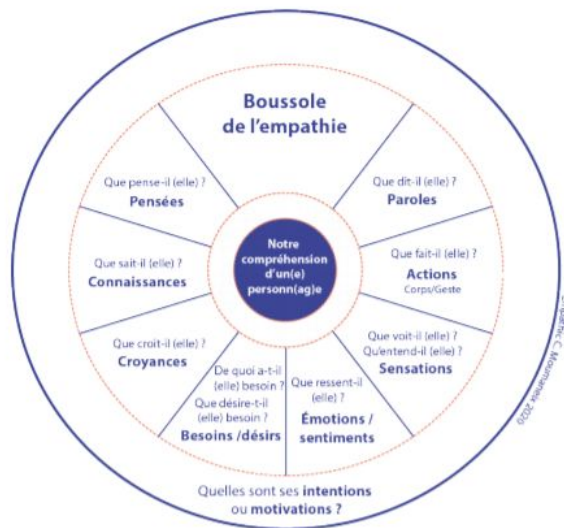 Boussole
de l'empathie
Que dit-il (elle) ?
Paroles
Que fait-il (elle) ?
Actions
Corps/Geste
Que voit-il (elle) ?
Qu'entend-il (elle) ?
Sensations
Que ressent-il
(elle) ?
Émotions /
sentiments
De quoi a-t-il
(elle) besoin ?
Que désire-t-il
(elle) besoin ?
Besoins /désirs
Que croit-il (elle) ?
Croyances
Que sait-il (elle) ?
Connaissances
Que pense-il (elle) ?
Pensées
Notre
compréhension
d'un(e)
personn(ag)e
Quelles sont ses intentions
ou motivations ?
C. Moumaneix 2020